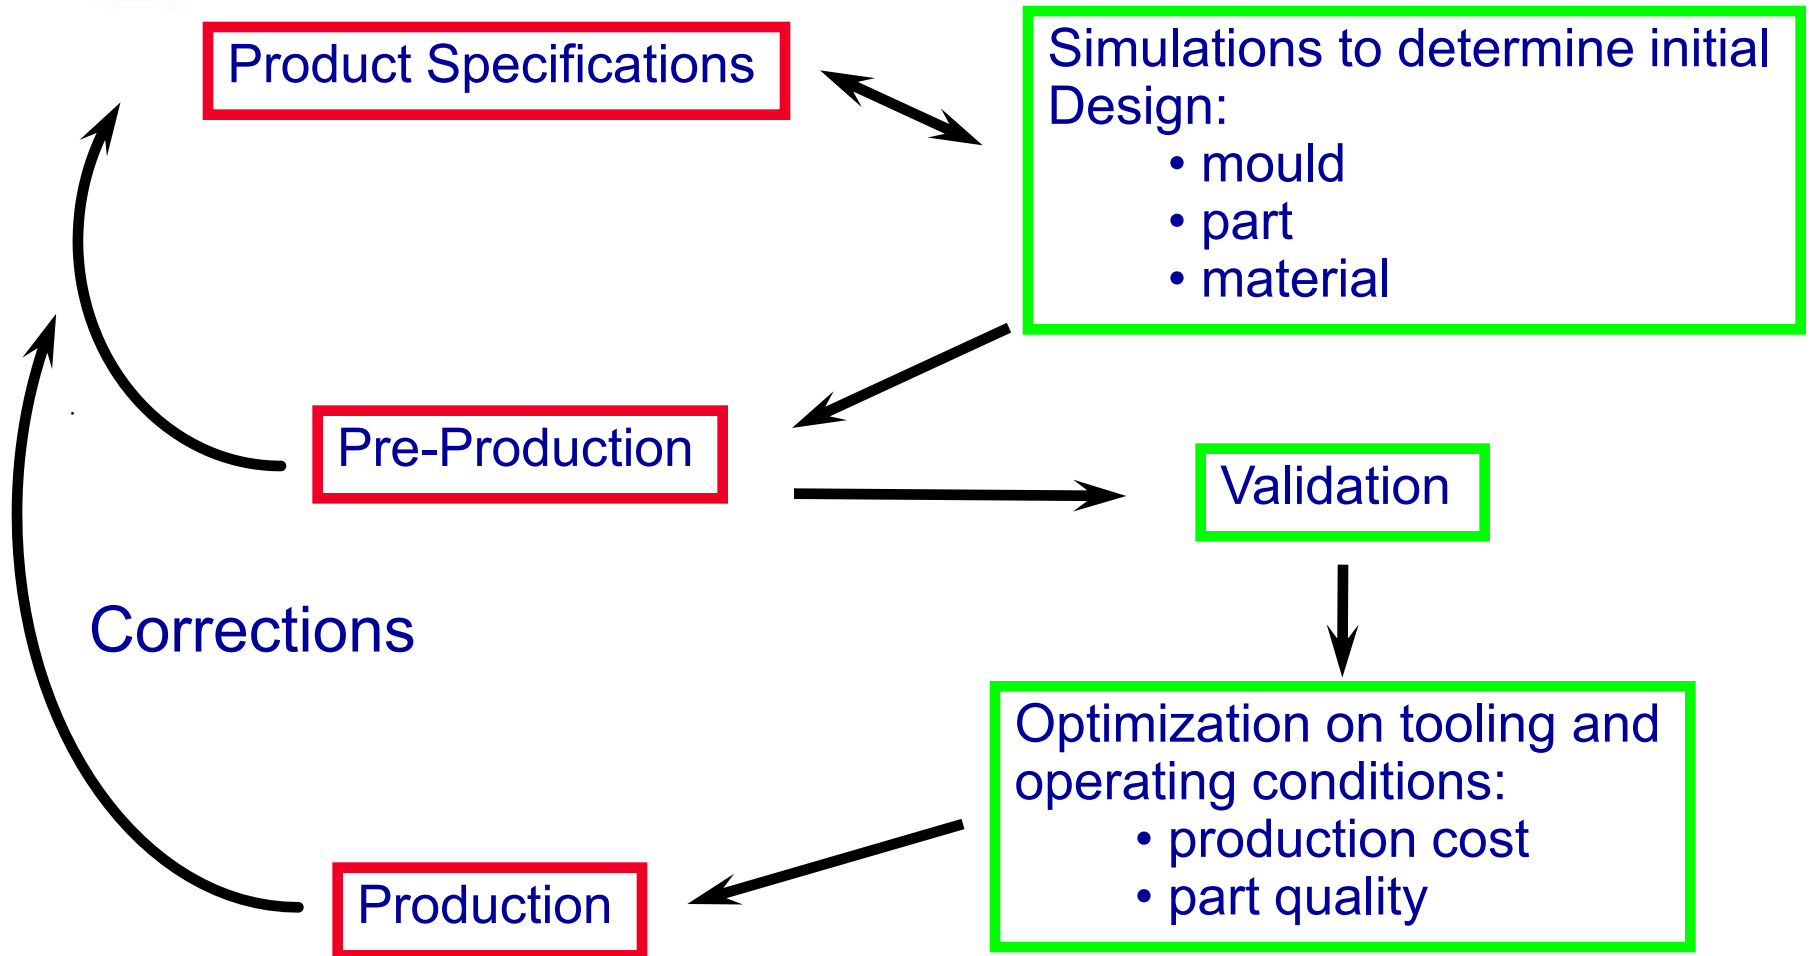 Product Specifications
Simulations to determine initial
Design:
• mould
• part
• material
Pre-Production
Validation
Corrections
Optimization on tooling and
operating conditions:
• production cost
• part quality
Production